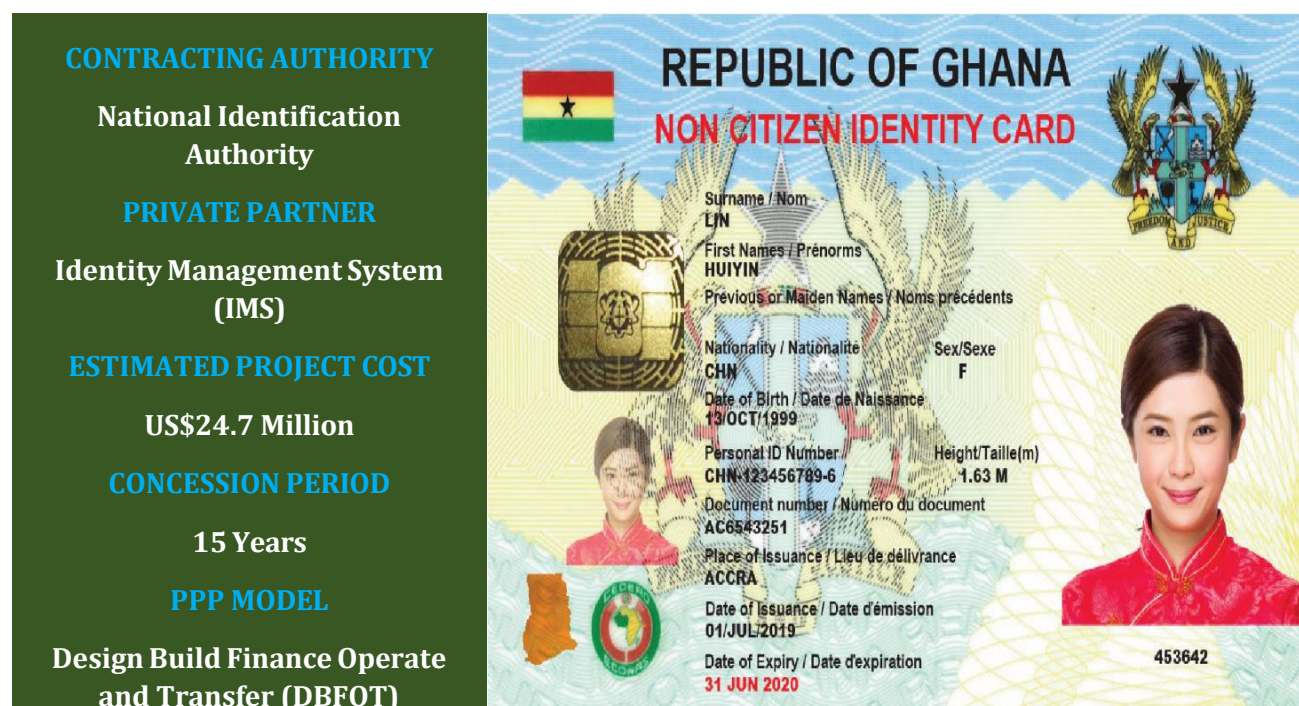 CONTRACTING AUTHORITY
National Identification
Authority
PRIVATE PARTNER
Identity Management System
(IMS)
ESTIMATED PROJECT COST
US$24.7 Million
CONCESSION PERIOD
15 Years
PPP MODEL
Design Build Finance Operate
and Transfer (DBFOT)
REPUBLIC OF GHANA
NON CITIZEN IDENTITY CARD
FREEDOM AND JUSTICE
Surname / Nom
LIN
First Names / Prénorms
HUIYIN
Prévious or Maiden Names / Noms précédents
Nationality / Nationalité Sex/Sexe
CHN F
Date of Birth / Date de Naissance
13/OCT/1999
Personal ID Number Height/Taille(m)
CHN-123456789-6 1.63 M
Document number / Numéro du document
AC6543251
Place of Issuance / Lieu de délivrance
ACCRA
Date of Issuance / Date d'émission
01/JUL/2019
Date of Expiry / Date d'expiration
31 JUN 2020
CEDEAO
ECOWAS
453642